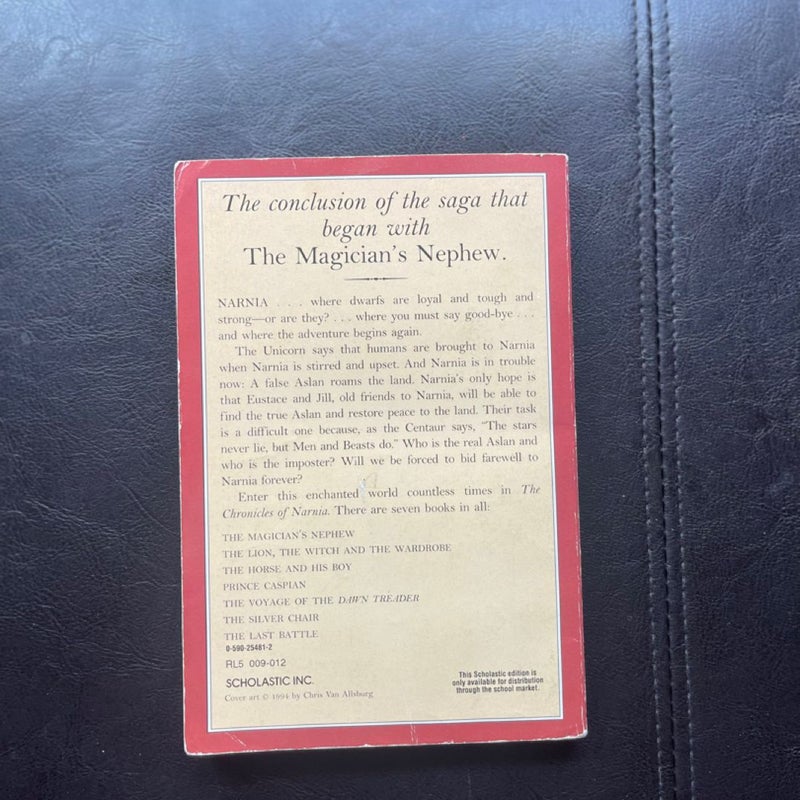 The conclusion of the saga that
began with
The Magician's Nephew.
NARNIA . . . where dwarfs are loyal and tough and
strong—or are they? . . . where you must say good-bye . . .
and where the adventure begins again.
The Unicorn says that humans are brought to Narnia
when Narnia is stirred and upset. And Narnia is in trouble
now: A false Aslan roams the land. Narnia's only hope is
that Eustace and Jill, old friends to Narnia, will be able to
find the true Aslan and restore peace to the land. Their task
is a difficult one because, as the Centaur says, "The stars
never lie, but Men and Beasts do." Who is the real Aslan and
who is the imposter? Will we be forced to bid farewell to
Narnia forever?
Enter this enchanted world countless times in The
Chronicles of Narnia. There are seven books in all:
THE MAGICIAN'S NEPHEW
THE LION, THE WITCH AND THE WARDROBE
THE HORSE AND HIS BOY
PRINCE CASPIAN
THE VOYAGE OF THE DAWN TREADER
THE SILVER CHAIR
THE LAST BATTLE
0-590-25481-2
RL5 009-012
SCHOLASTIC INC.
Cover art © 1994 by Chris Van Allsburg
This Scholastic edition is
only available for distribution
through the school market.